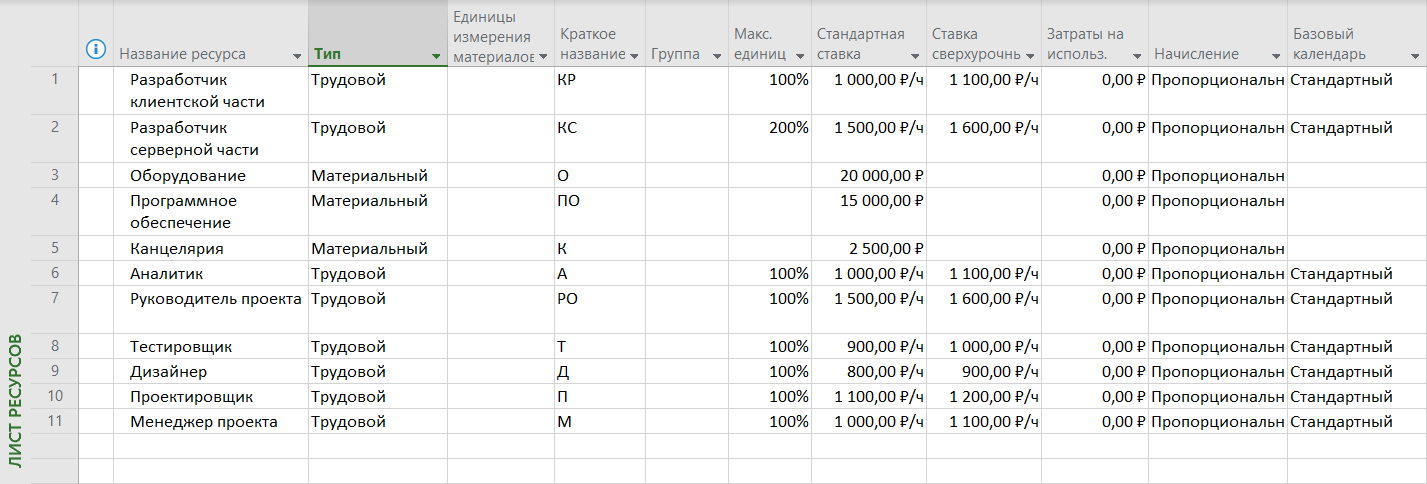 Название ресурса Тип Единицы измерения материалов Краткое название Группа Макс. единиц Стандартная ставка Ставка сверхурочнь Затраты на использ. Начисление Базовый календарь
1 Разработчик клиентской части Трудовой КР 100% 1 000,00 ₽/ч 1 100,00 ₽/ч 0,00 ₽ Пропорциональн Стандартный
2 Разработчик серверной части Трудовой КС 200% 1 500,00 ₽/ч 1 600,00 ₽/ч 0,00 ₽ Пропорциональн Стандартный
3 Оборудование Материальный О 20 000,00 ₽ 0,00 ₽ Пропорциональн
4 Программное обеспечение Материальный ПО 15 000,00 ₽ 0,00 ₽ Пропорциональн
5 Канцелярия Материальный К 2 500,00 ₽ 0,00 ₽ Пропорциональн
6 Аналитик Трудовой А 100% 1 000,00 ₽/ч 1 100,00 ₽/ч 0,00 ₽ Пропорциональн Стандартный
7 Руководитель проекта Трудовой РО 100% 1 500,00 ₽/ч 1 600,00 ₽/ч 0,00 ₽ Пропорциональн Стандартный
8 Тестировщик Трудовой Т 100% 900,00 ₽/ч 1 000,00 ₽/ч 0,00 ₽ Пропорциональн Стандартный
9 Дизайнер Трудовой Д 100% 800,00 ₽/ч 900,00 ₽/ч 0,00 ₽ Пропорциональн Стандартный
10 Проектировщик Трудовой П 100% 1 100,00 ₽/ч 1 200,00 ₽/ч 0,00 ₽ Пропорциональн Стандартный
11 Менеджер проекта Трудовой М 100% 1 000,00 ₽/ч 1 100,00 ₽/ч 0,00 ₽ Пропорциональн Стандартный
ЛИСТ РЕСУРСОВ